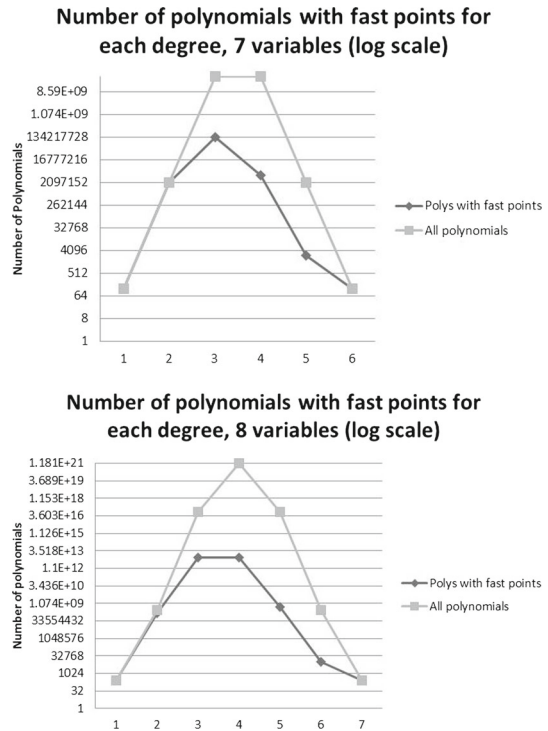 Number of polynomials with fast points for
each degree, 7 variables (log scale)
Number of Polynomials
8.59E+09
1.074E+09
134217728
16777216
2097152
262144
32768
4096
512
64
8
1
1 2 3 4 5 6
Polys with fast points
All polynomials
Number of polynomials with fast points for
each degree, 8 variables (log scale)
Number of polynomials
1.181E+21
3.689E+19
1.153E+18
3.603E+16
1.126E+15
3.518E+13
1.1E+12
3.436E+10
1.074E+09
33554432
1048576
32768
1024
32
1
1 2 3 4 5 6 7
Polys with fast points
All polynomials